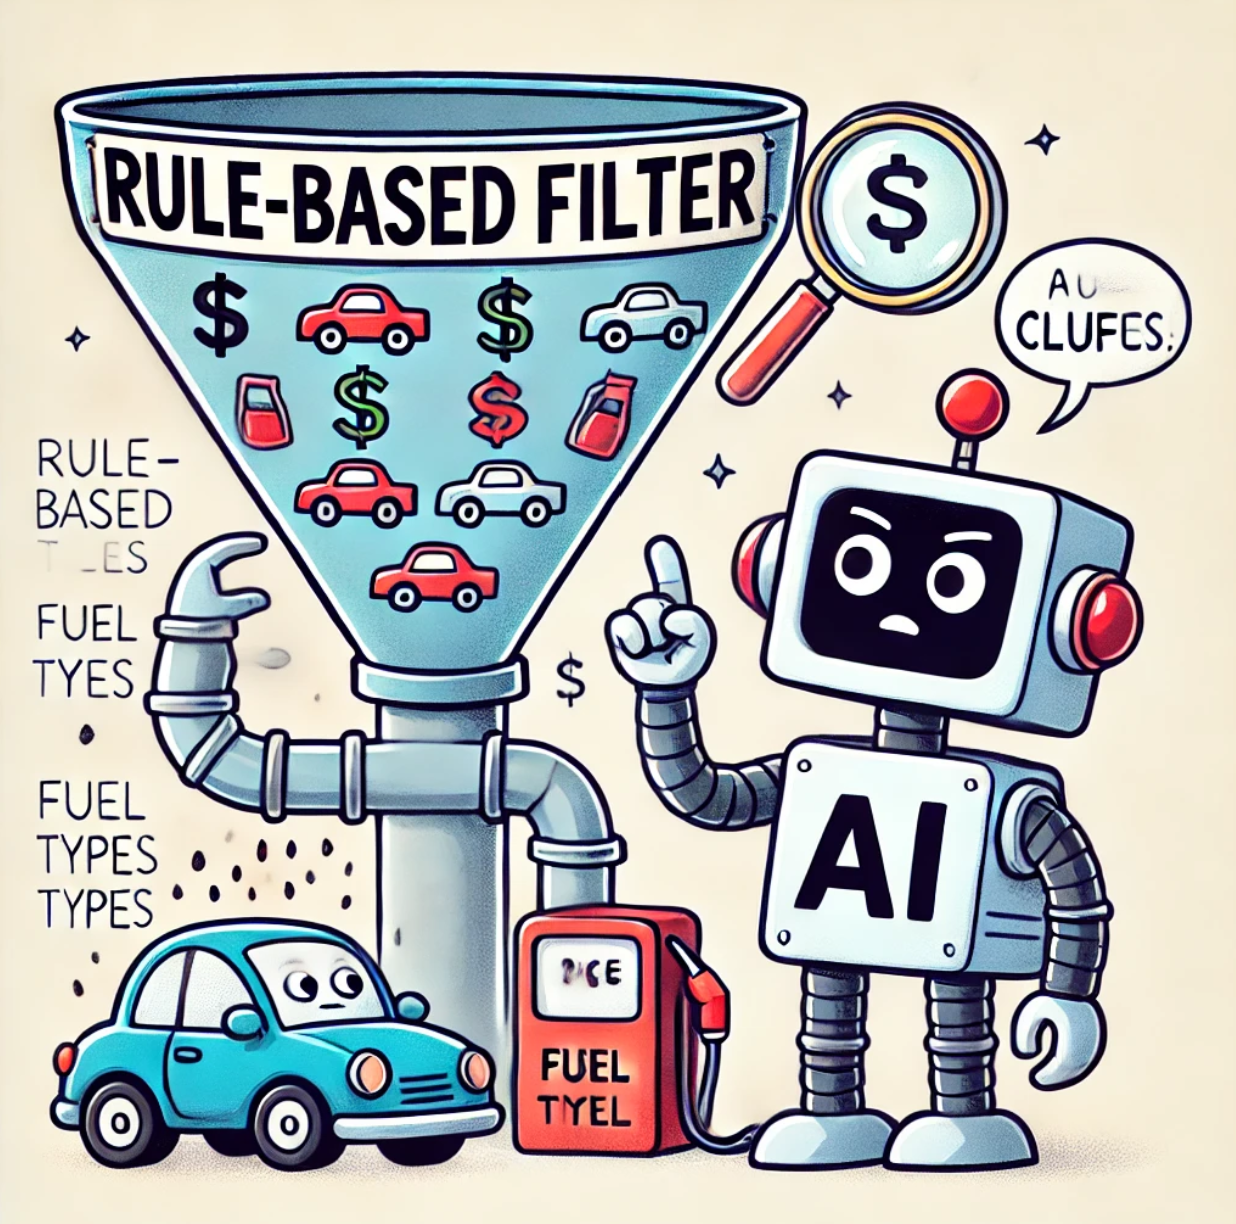 RULE-BASED FILTER
$
$ $
$ $
A U
CLUFES:
RULE-
BASED
FUEL
TYES
$
FUEL
TYPES
TYPES
AI
FUEL
TYEL